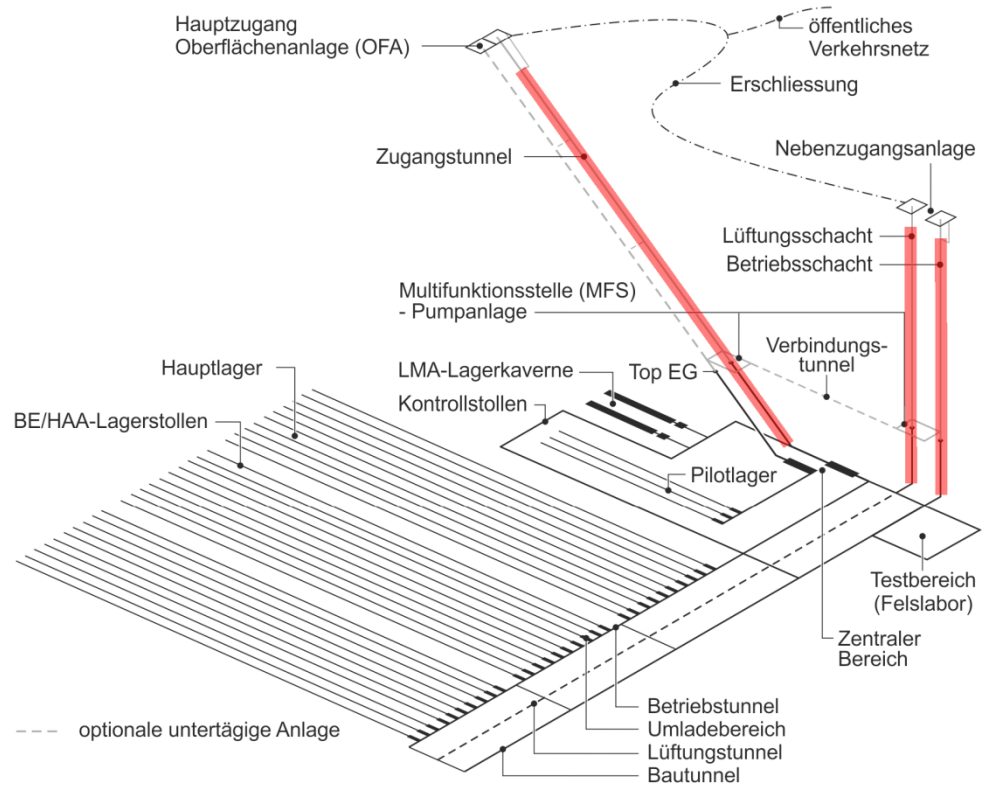 Hauptzugang
Oberflächenanlage (OFA)
öffentliches
Verkehrsnetz
Erschliessung
Zugangstunnel
Nebenzugangsanlage
Lüftungsschacht
Betriebsschacht
Multifunktionsstelle (MFS)
- Pumpanlage
Verbindungs-
tunnel
Hauptlager
LMA-Lagerkaverne
Top EG
BE/HAA-Lagerstollen
Kontrollstollen
Pilotlager
Testbereich
(Felslabor)
Zentraler
Bereich
Betriebstunnel
Umladebereich
Lüftungstunnel
Bautunnel
optionale untertägige Anlage